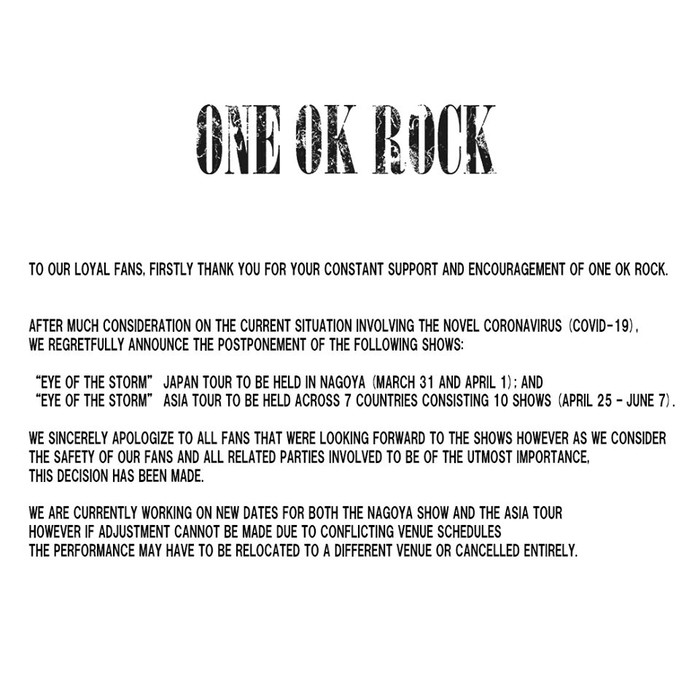 ONE OK ROCK
TO OUR LOYAL FANS, FIRSTLY THANK YOU FOR YOUR CONSTANT SUPPORT AND ENCOURAGEMENT OF ONE OK ROCK.
AFTER MUCH CONSIDERATION ON THE CURRENT SITUATION INVOLVING THE NOVEL CORONAVIRUS (COVID-19),
WE REGRETFULLY ANNOUNCE THE POSTPONEMENT OF THE FOLLOWING SHOWS:
“EYE OF THE STORM” JAPAN TOUR TO BE HELD IN NAGOYA (MARCH 31 AND APRIL 1); AND
“EYE OF THE STORM” ASIA TOUR TO BE HELD ACROSS 7 COUNTRIES CONSISTING 10 SHOWS (APRIL 25 - JUNE 7).
WE SINCERELY APOLOGIZE TO ALL FANS THAT WERE LOOKING FORWARD TO THE SHOWS HOWEVER AS WE CONSIDER
THE SAFETY OF OUR FANS AND ALL RELATED PARTIES INVOLVED TO BE OF THE UTMOST IMPORTANCE,
THIS DECISION HAS BEEN MADE.
WE ARE CURRENTLY WORKING ON NEW DATES FOR BOTH THE NAGOYA SHOW AND THE ASIA TOUR
HOWEVER IF ADJUSTMENT CANNOT BE MADE DUE TO CONFLICTING VENUE SCHEDULES
THE PERFORMANCE MAY HAVE TO BE RELOCATED TO A DIFFERENT VENUE OR CANCELLED ENTIRELY.